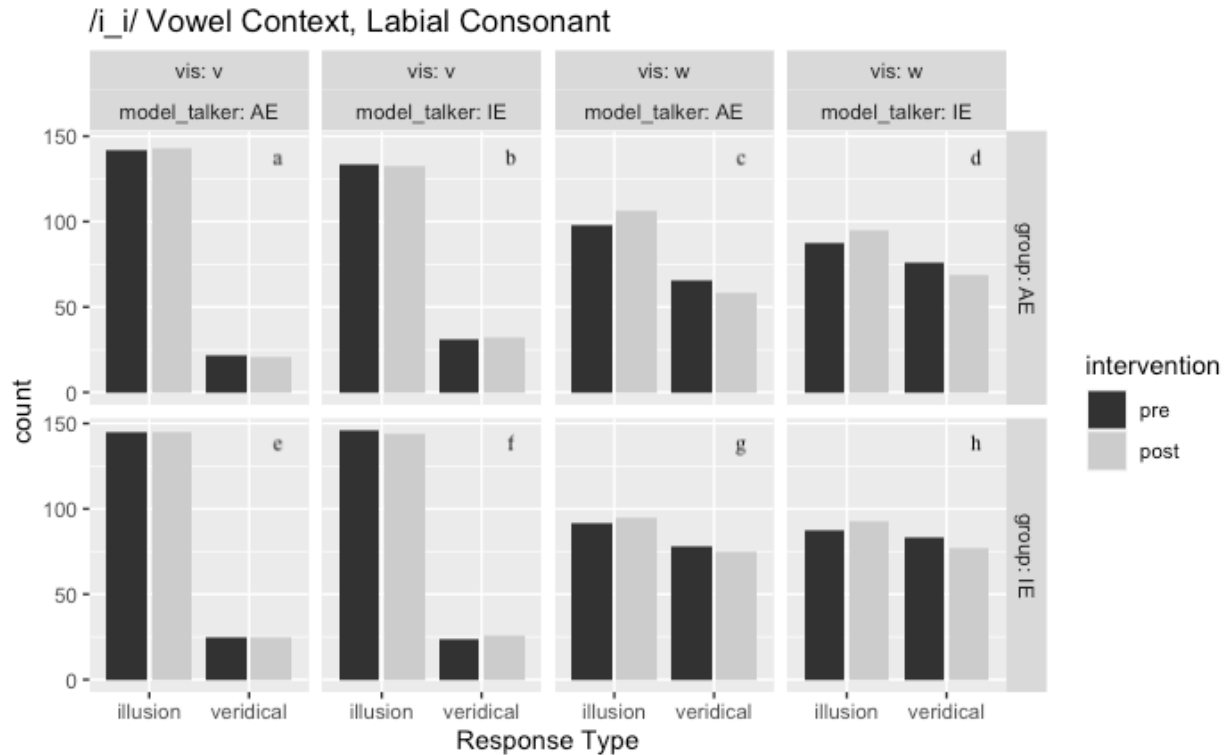 /i_i/ Vowel Context, Labial Consonant
vis: v
vis: v
vis: w
vis: w
model_talker: AE
model_talker: IE
model_talker: AE
model_talker: IE
150
100
50
0
a
b
c
d
group: AE
150
100
50
0
e
f
g
h
group: IE
count
illusion veridical
illusion veridical
illusion veridical
illusion veridical
Response Type
intervention
pre
post